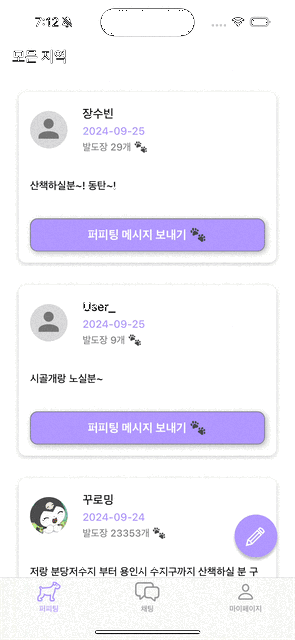 7:12
모든 지역
장수빈
2024-09-25
발도장 29개
산책하실분~! 동탄~!
퍼피팅 메시지 보내기
User_
2024-09-25
발도장 9개
시골개랑 노실분~
퍼피팅 메시지 보내기
꾸로밍
2024-09-24
발도장 23353개
저랑 분당저수지 부터 용인시 수지구까지 산책하실 분 구
퍼피팅
채팅
마이페이지